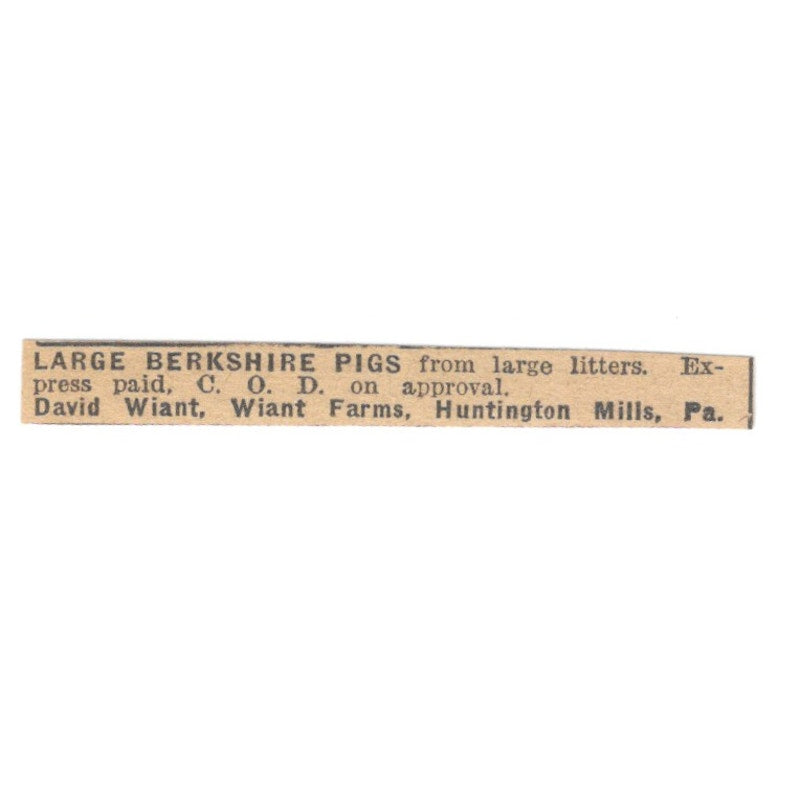 LARGE BERKSHIRE PIGS from large litters. Ex-
press paid, C. O. D. on approval.
David Wiant, Wiant Farms, Huntington Mills, Pa.